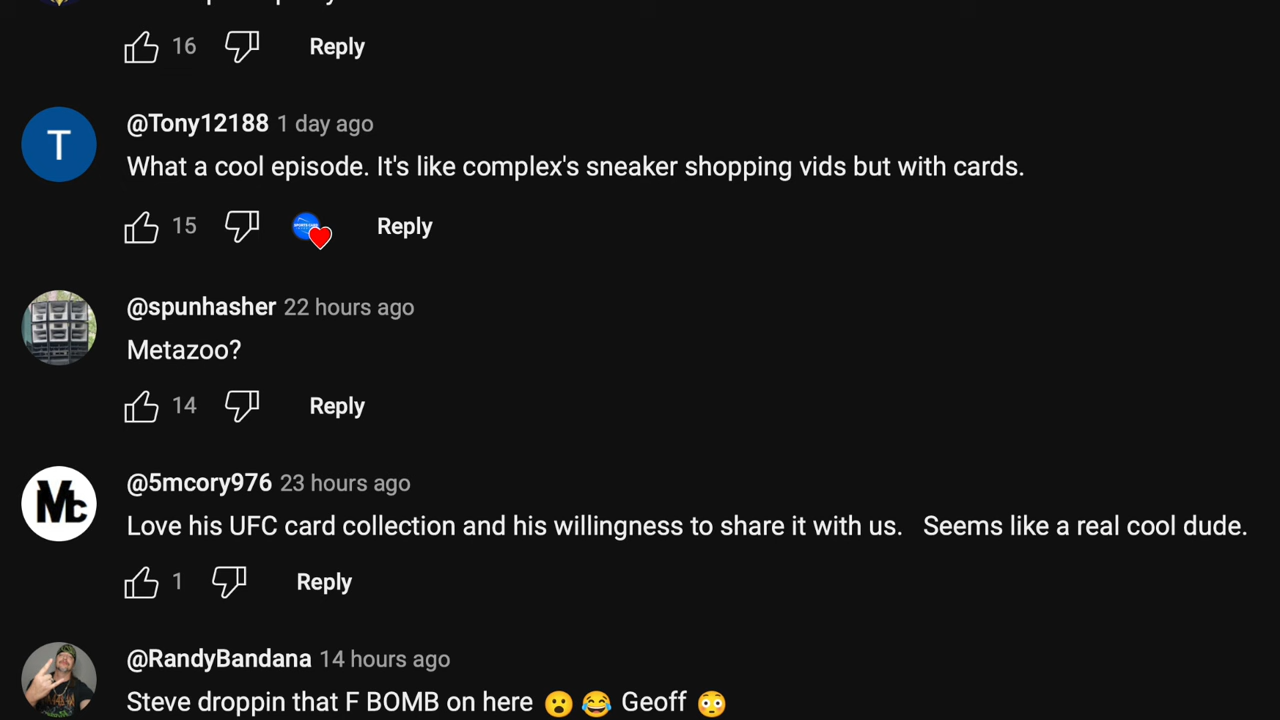 16 Reply
T @Tony12188 1 day ago
What a cool episode. It's like complex's sneaker shopping vids but with cards.
15 Reply
@spunhasher 22 hours ago
Metazoo?
14 Reply
Mc @5mcory976 23 hours ago
Love his UFC card collection and his willingness to share it with us. Seems like a real cool dude.
1 Reply
@RandyBandana 14 hours ago
Steve droppin that F BOMB on here 😮😂 Geoff 😳